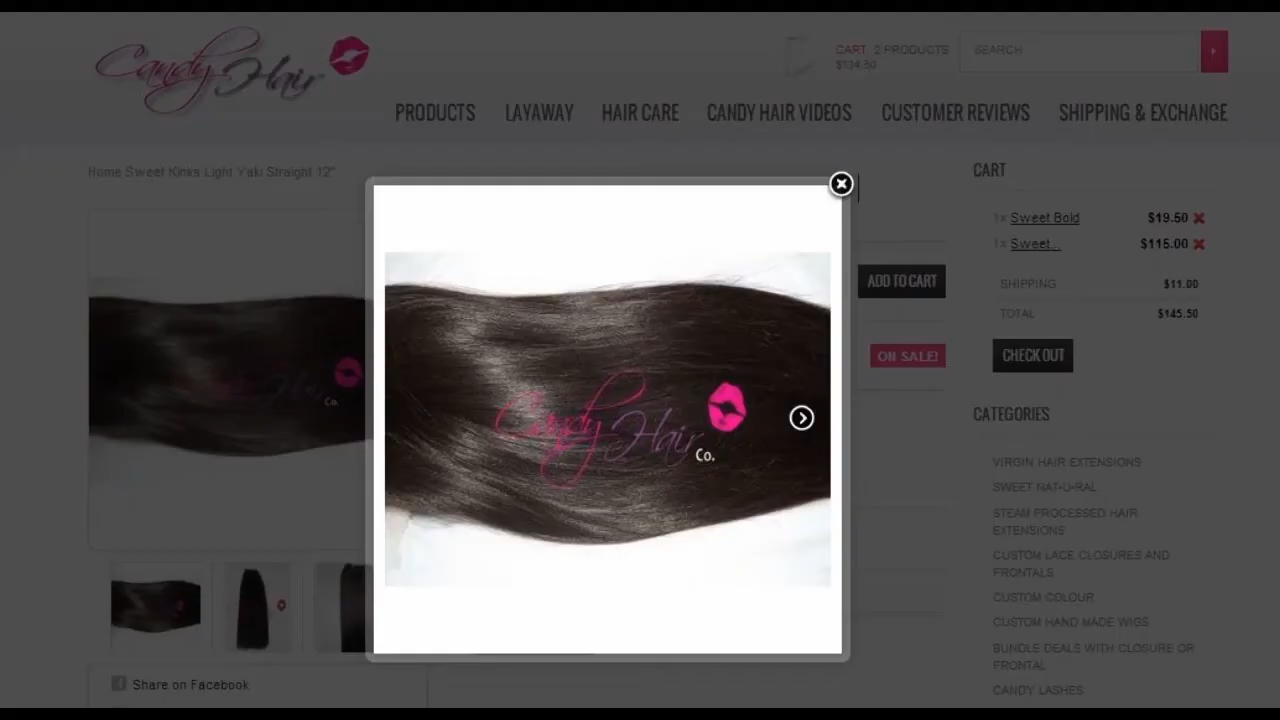 Candy Hair
CART 2 PRODUCTS
$134.50
SEARCH
PRODUCTS LAYAWAY HAIR CARE CANDY HAIR VIDEOS CUSTOMER REVIEWS SHIPPING & EXCHANGE
Home Sweet Kinks Light Yaki Straight 12"
CART
1x Sweet Bold $19.50
1x Sweet... $115.00
SHIPPING $11.00
TOTAL $145.50
ADD TO CART
ON SALE!
CHECK OUT
Candy Hair
Co.
Co.
CATEGORIES
VIRGIN HAIR EXTENSIONS
SWEET NAT-U-RAL
STEAM PROCESSED HAIR
EXTENSIONS
CUSTOM LACE CLOSURES AND
FRONTALS
CUSTOM COLOUR
CUSTOM HAND MADE WIGS
BUNDLE DEALS WITH CLOSURE OR
FRONTAL
CANDY LASHES
Share on Facebook